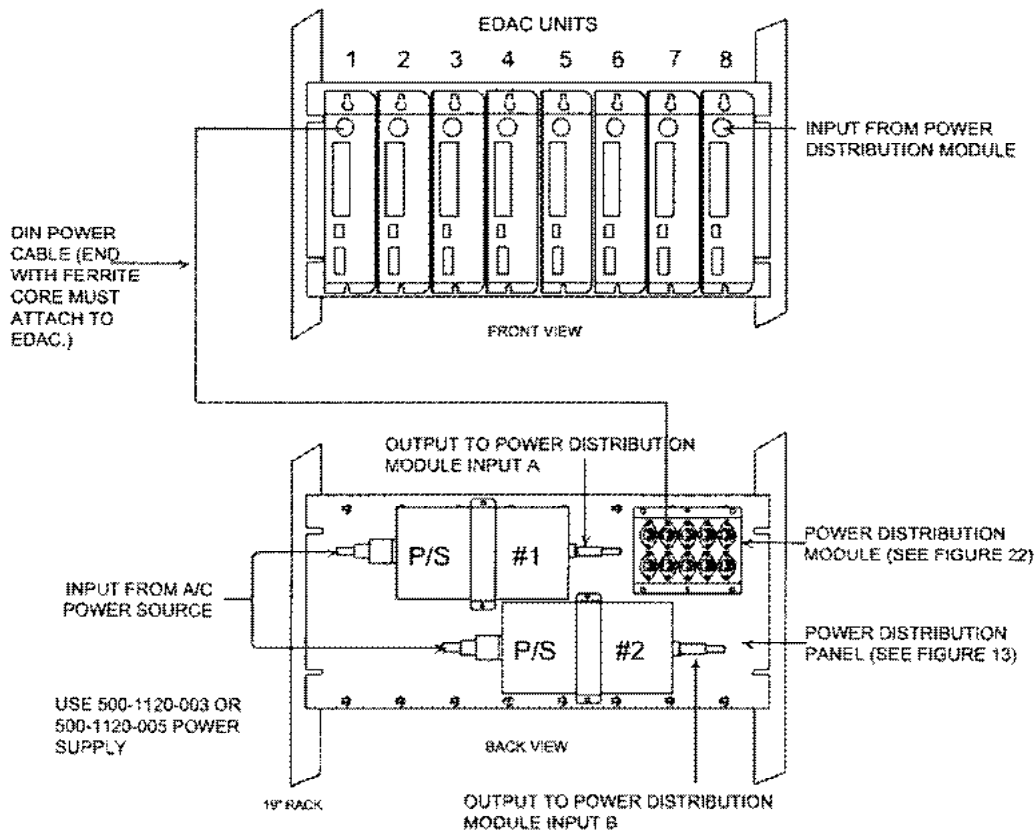 EDAC UNITS
1 2 3 4 5 6 7 8
INPUT FROM POWER
DISTRIBUTION MODULE
DIN POWER
CABLE (END
WITH FERRITE
CORE MUST
ATTACH TO
EDAC.)
FRONT VIEW
OUTPUT TO POWER DISTRIBUTION
MODULE INPUT A
P/S #1
POWER DISTRIBUTION
MODULE (SEE FIGURE 22)
INPUT FROM A/C
POWER SOURCE
P/S #2
POWER DISTRIBUTION
PANEL (SEE FIGURE 13)
USE 500-1120-003 OR
500-1120-005 POWER
SUPPLY
BACK VIEW
19" RACK
OUTPUT TO POWER DISTRIBUTION
MODULE INPUT B